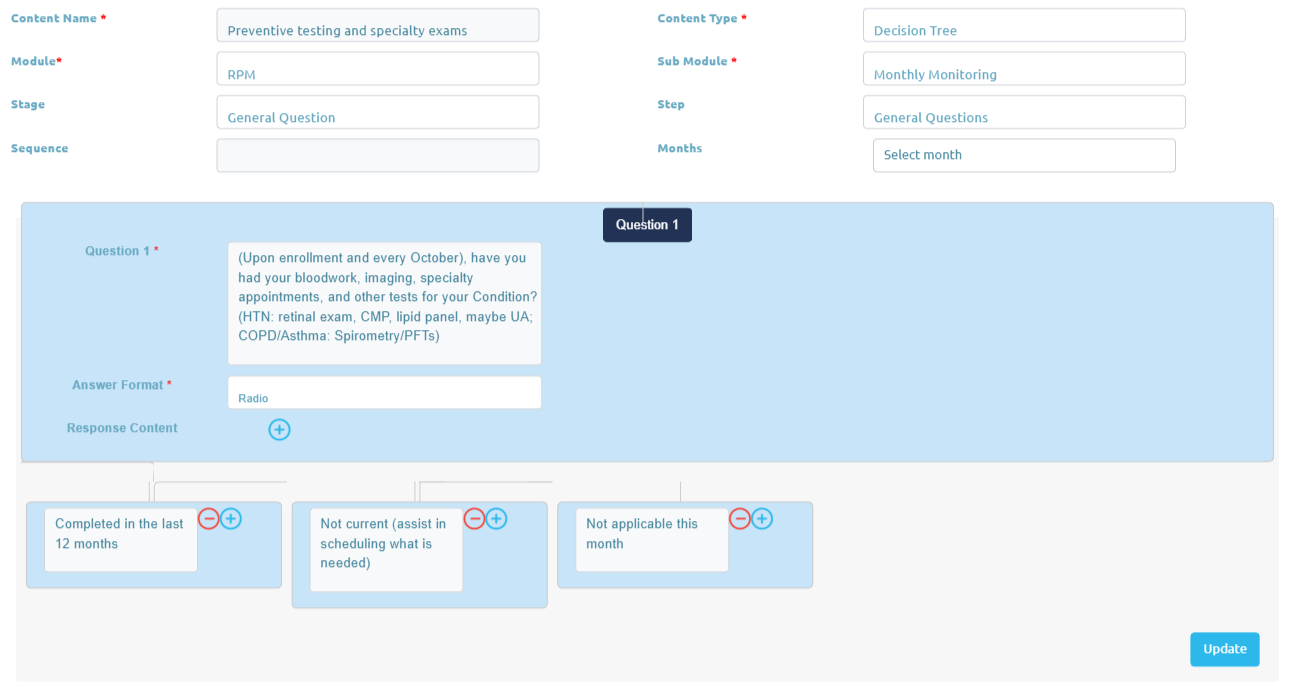 Content Name *
Preventive testing and specialty exams
Content Type *
Decision Tree
Module*
RPM
Sub Module *
Monthly Monitoring
Stage
General Question
Step
General Questions
Sequence
Months
Select month
Question 1
Question 1 *
(Upon enrollment and every October), have you
had your bloodwork, imaging, specialty
appointments, and other tests for your Condition?
(HTN: retinal exam, CMP, lipid panel, maybe UA;
COPD/Asthma: Spirometry/PFTs)
Answer Format *
Radio
Response Content
Completed in the last
12 months
Not current (assist in
scheduling what is
needed)
Not applicable this
month
Update